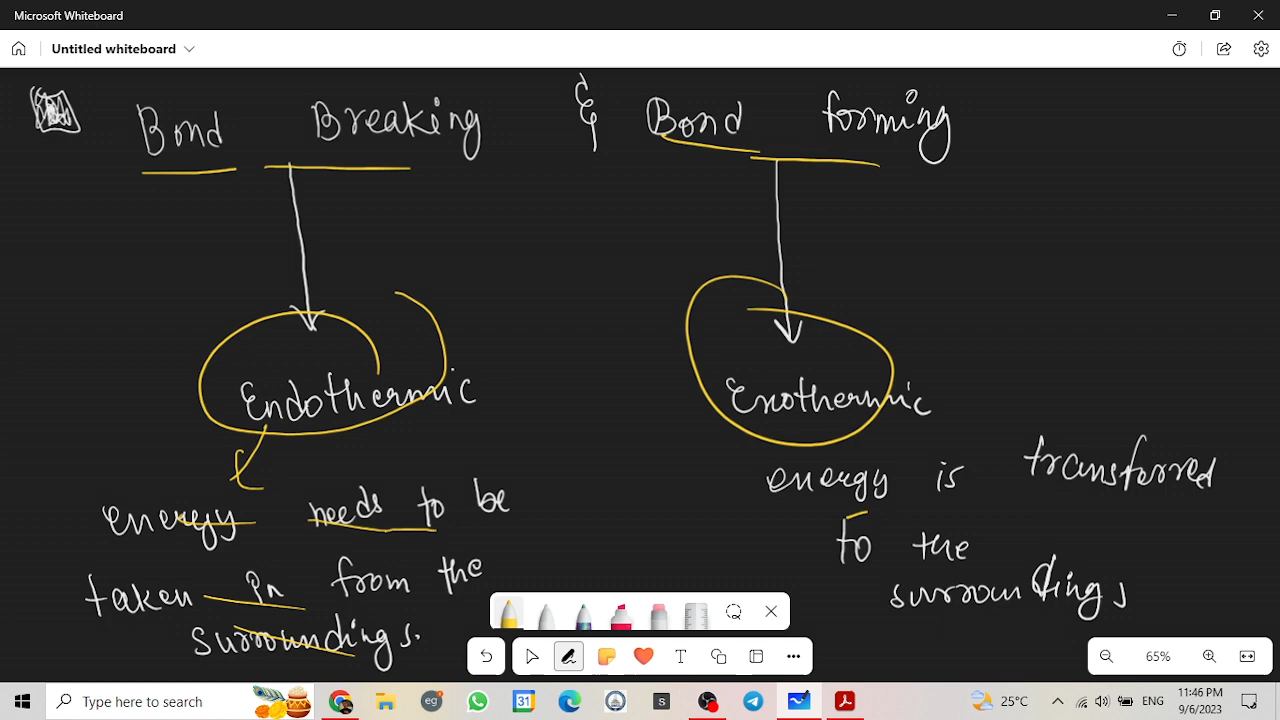 Microsoft Whiteboard
Untitled whiteboard
Bond Breaking & Bond forming
Endothermic
Exothermic
energy needs to be
taken in from the
surroundings.
energy is transferred
to the
surroundings
65%
Type here to search
25°C
ENG
11:46 PM
9/6/2023